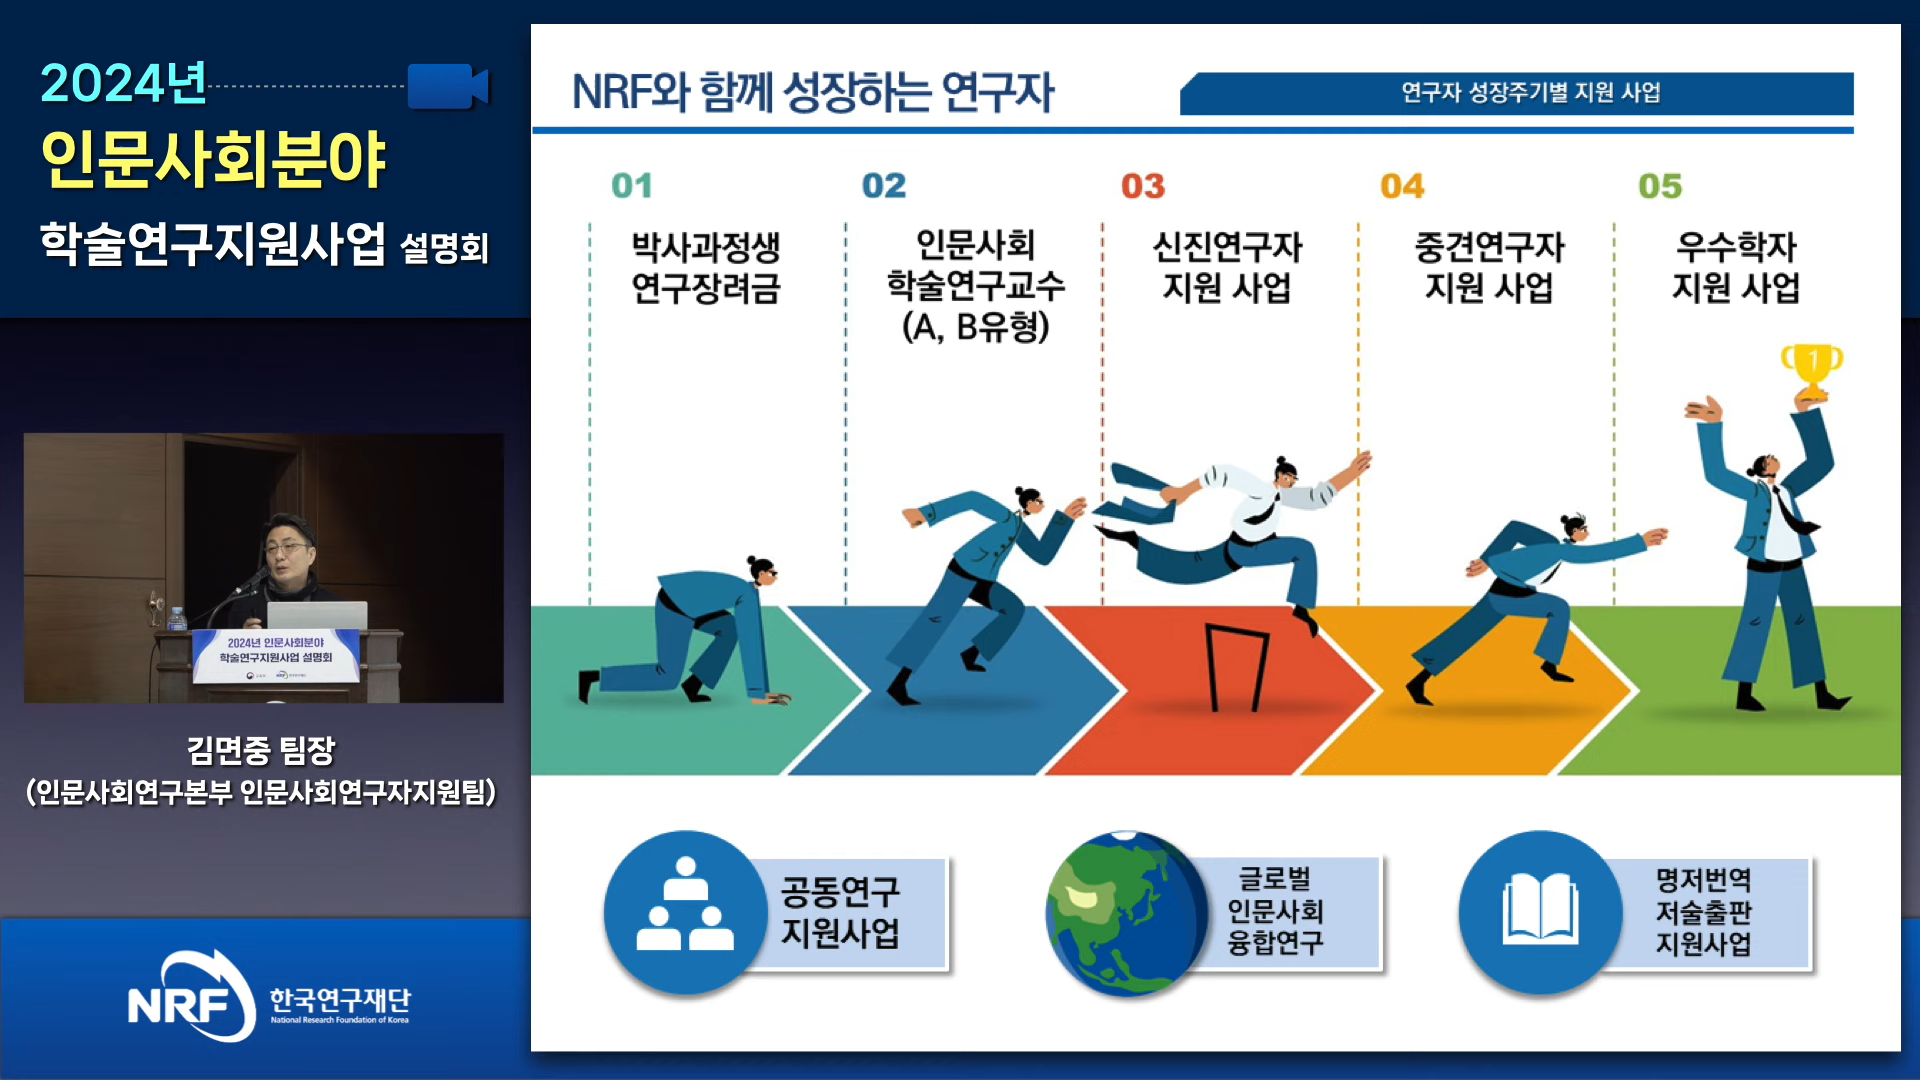 2024년
인문사회분야
학술연구지원사업 설명회
2024년 인문사회분야
학술연구지원사업 설명회
NRF
김면중 팀장
(인문사회연구본부 인문사회연구자지원팀)
NRF 한국연구재단
National Research Foundation of Korea
NRF와 함께 성장하는 연구자
연구자 성장주기별 지원 사업
01
박사과정생
연구장려금
02
인문사회
학술연구교수
(A, B유형)
03
신진연구자
지원 사업
04
중견연구자
지원 사업
05
우수학자
지원 사업
1
공동연구
지원사업
글로벌
인문사회
융합연구
명저번역
저술출판
지원사업